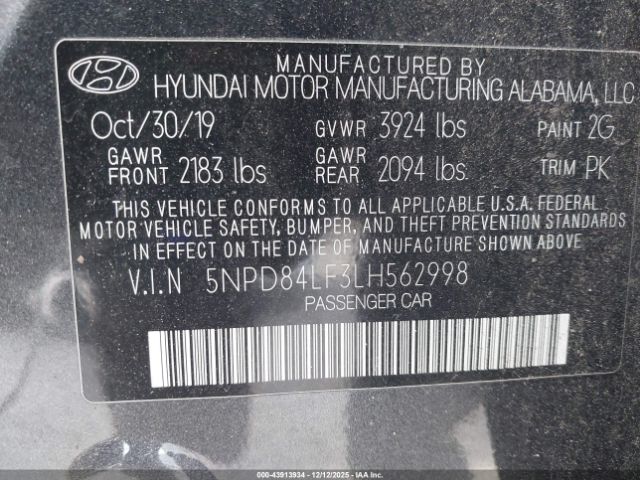 MANUFACTURED BY
HYUNDAI MOTOR MANUFACTURING ALABAMA, LLC
Oct/30/19 GVWR 3924 lbs PAINT 2G
GAWR FRONT 2183 lbs GAWR REAR 2094 lbs TRIM PK
THIS VEHICLE CONFORMS TO ALL APPLICABLE U.S.A. FEDERAL
MOTOR VEHICLE SAFETY, BUMPER, AND THEFT PREVENTION STANDARDS
IN EFFECT ON THE DATE OF MANUFACTURE SHOWN ABOVE.
V.I.N 5NPD84LF3LH562998
PASSENGER CAR
000-43913934 - 12/12/2025 - IAAI.COM